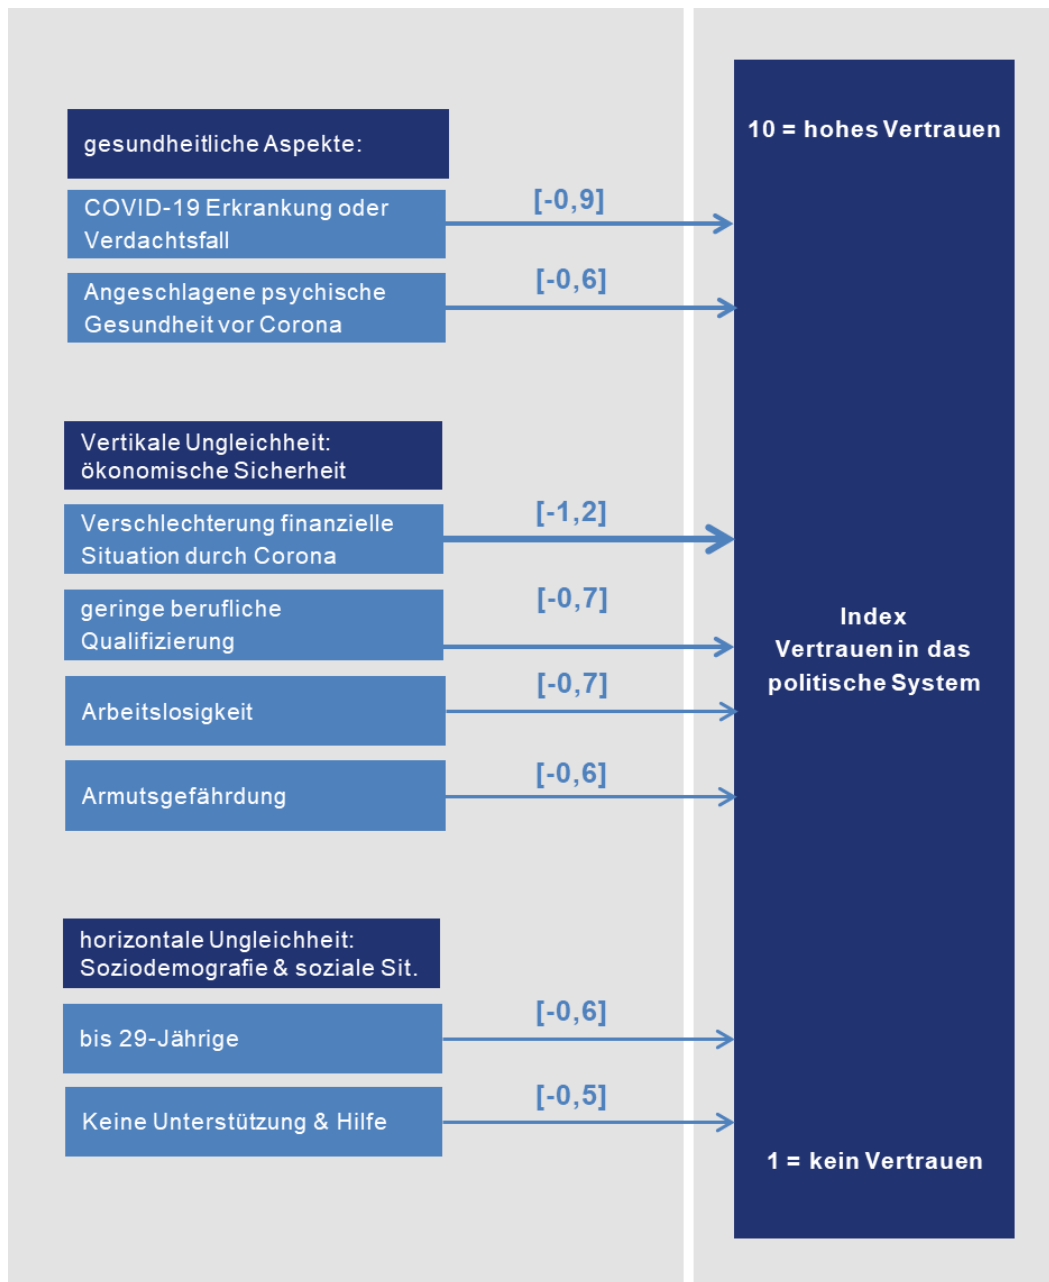 gesundheitliche Aspekte:
COVID-19 Erkrankung oder
Verdachtsfall
[-0,9]
Angeschlagene psychische
Gesundheit vor Corona
[-0,6]
Vertikale Ungleichheit:
ökonomische Sicherheit
Verschlechterung finanzielle
Situation durch Corona
[-1,2]
geringe berufliche
Qualifizierung
[-0,7]
Arbeitslosigkeit
[-0,7]
Armutsgefährdung
[-0,6]
horizontale Ungleichheit:
Soziodemografie & soziale Sit.
bis 29-Jährige
[-0,6]
Keine Unterstützung & Hilfe
[-0,5]
10 = hohes Vertrauen
Index
Vertrauen in das
politische System
1 = kein Vertrauen